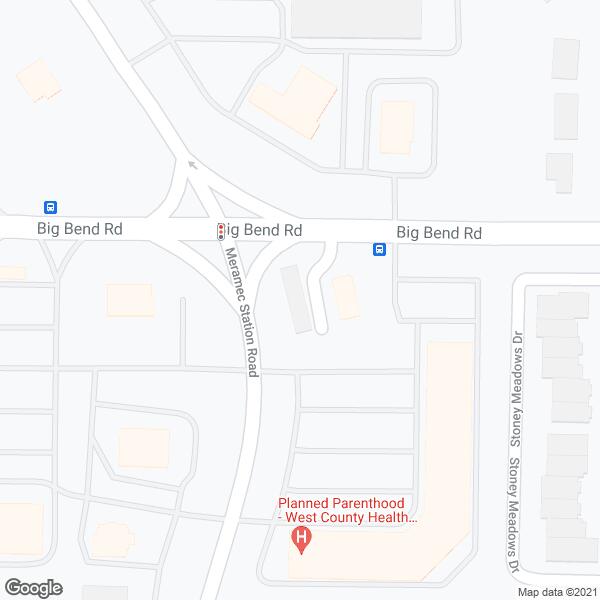 Big Bend Rd
Big Bend Rd
Big Bend Rd
Meramec Station Road
Stoney Meadows Dr
Stoney Meadows Dr
Planned Parenthood
- West County Health...
H
Google
Map data ©2021